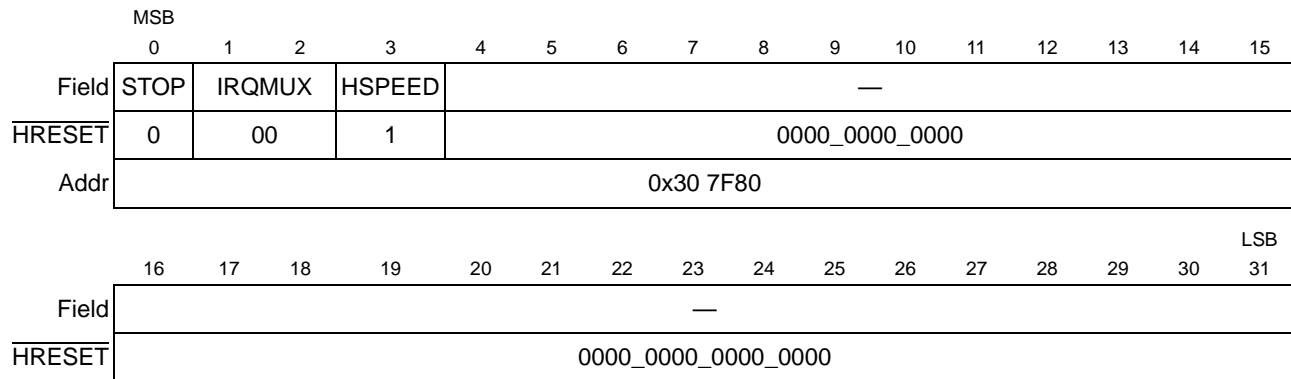 MSB
0 1 2 3 4 5 6 7 8 9 10 11 12 13 14 15
Field STOP IRQMUX HSPEED —
HRESET 0 00 1 0000_0000_0000
Addr 0x30 7F80
LSB
16 17 18 19 20 21 22 23 24 25 26 27 28 29 30 31
Field —
HRESET 0000_0000_0000_0000